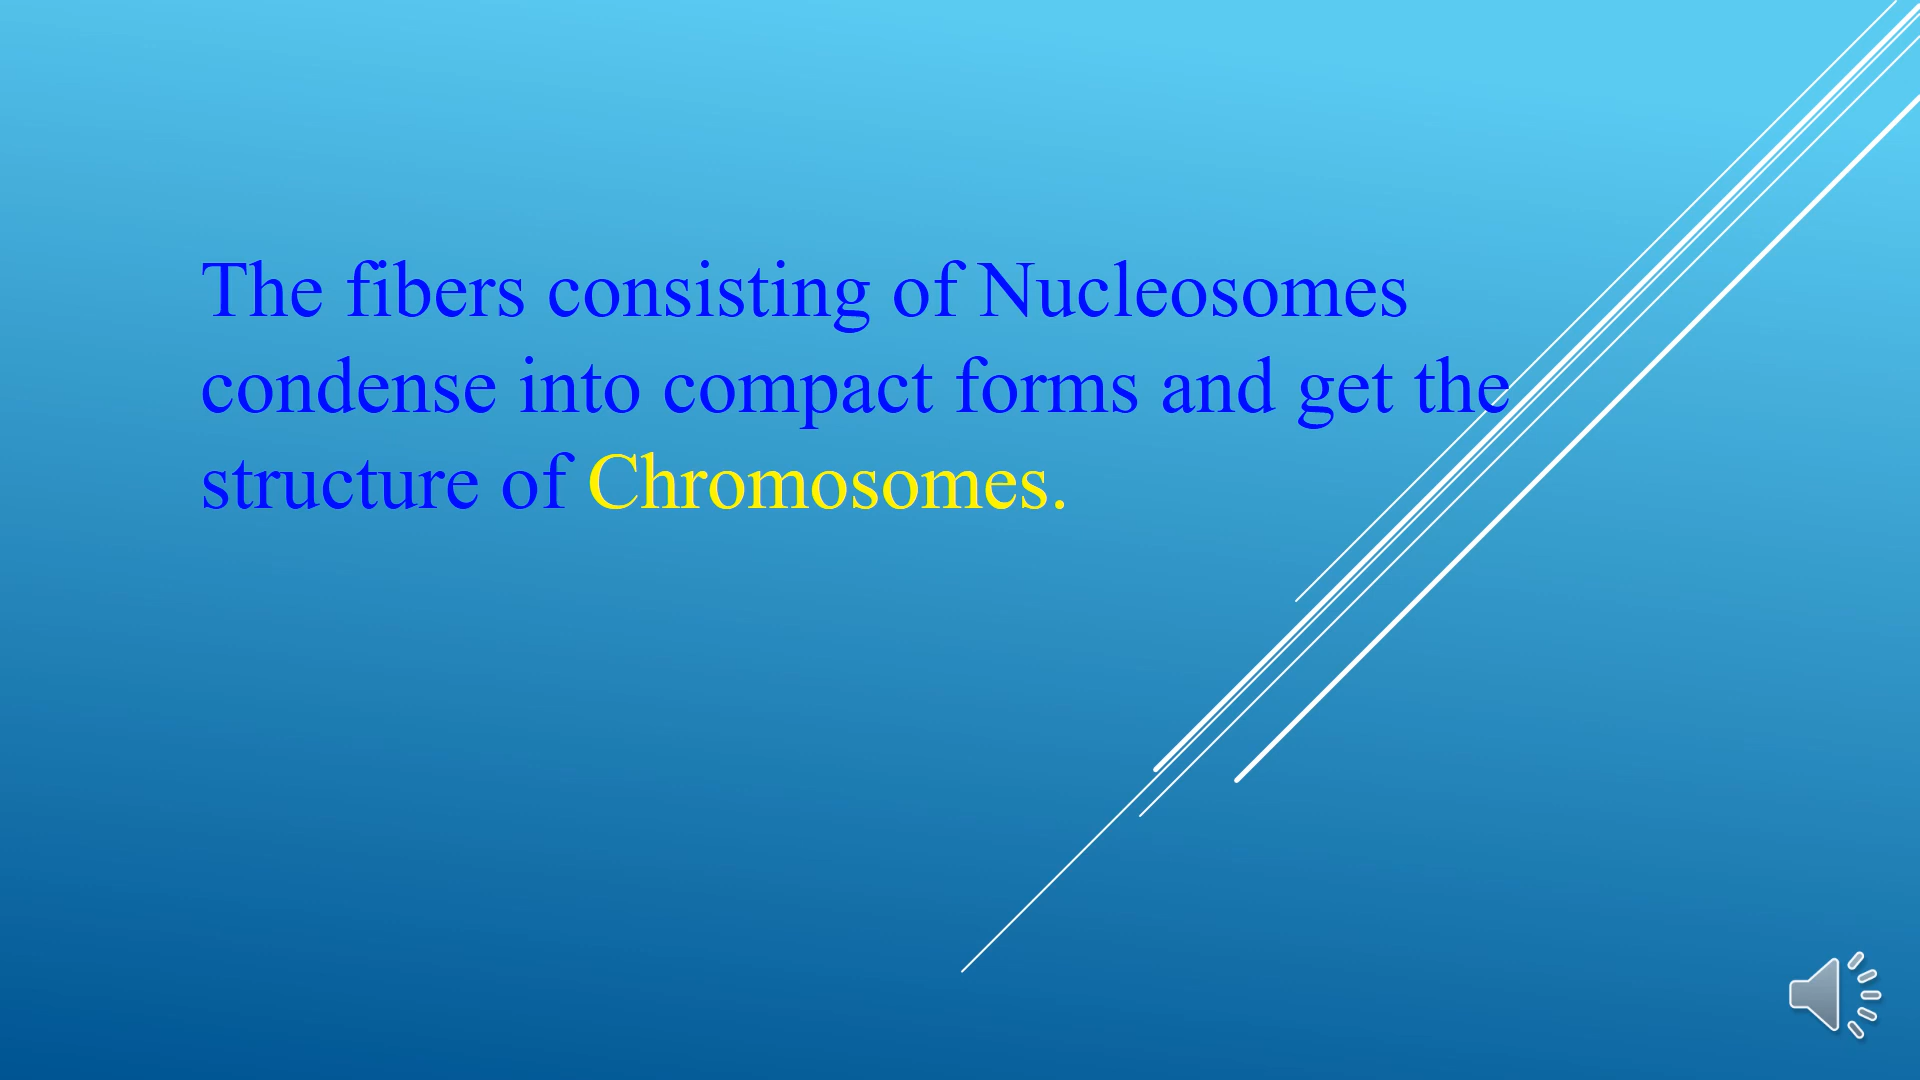 The fibers consisting of Nucleosomes
condense into compact forms and get the
structure of Chromosomes.